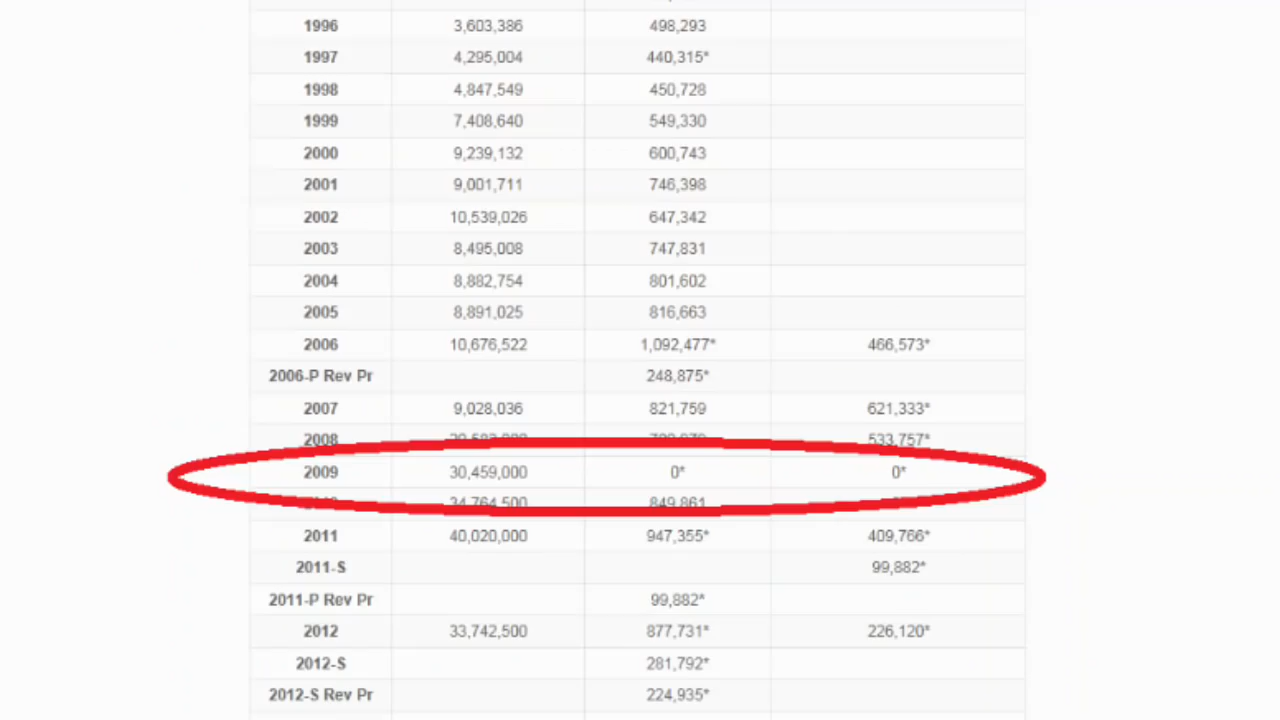 1996 3,603,386 498,293
1997 4,295,004 440,315*
1998 4,847,549 450,728
1999 7,408,640 549,330
2000 9,239,132 600,743
2001 9,001,711 746,398
2002 10,539,026 647,342
2003 8,495,008 747,831
2004 8,882,754 801,602
2005 8,891,025 816,663
2006 10,676,522 1,092,477* 466,573*
2006-P Rev Pr 248,875*
2007 9,028,036 821,759 621,333*
2008 533,757*
2009 30,459,000 0* 0*
34,764,500 849,861
2011 40,020,000 947,355* 409,766*
2011-S 99,882*
2011-P Rev Pr 99,882*
2012 33,742,500 877,731* 226,120*
2012-S 281,792*
2012-S Rev Pr 224,935*